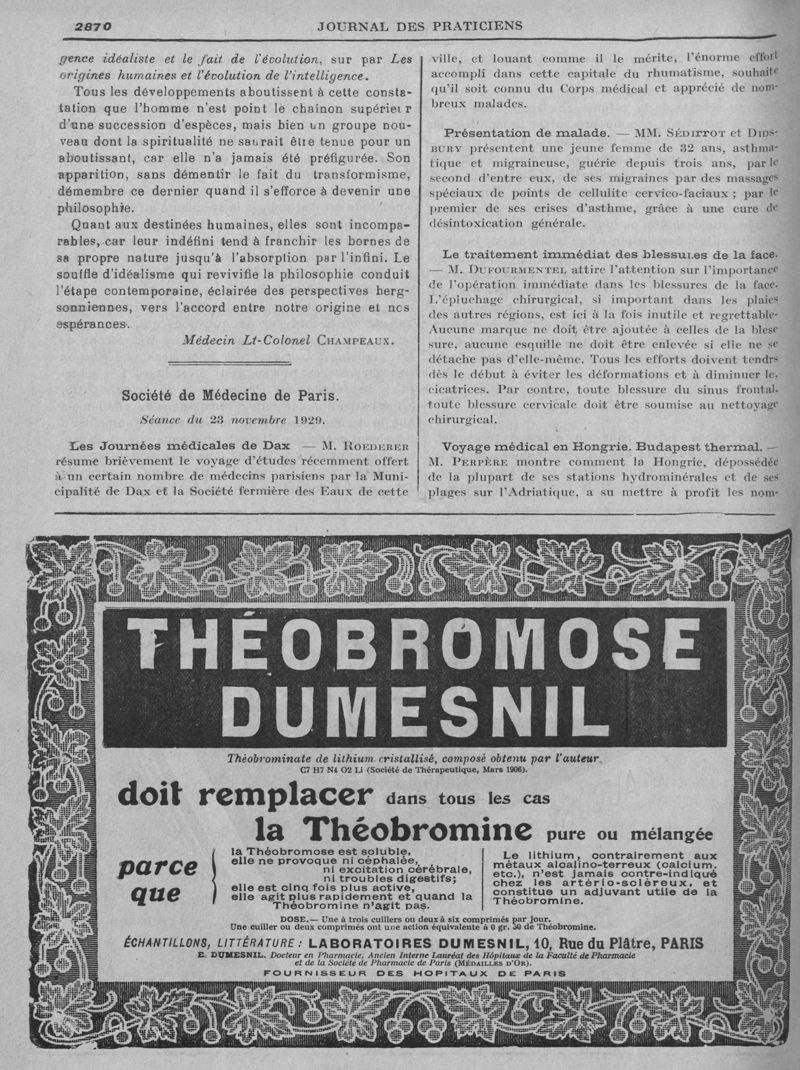 2870
JOURNAL DES PRATICIENS
gence idéaliste et le fait de l'évolution, sur par Les
origines humaines et l'évolution de l'intelligence.
Tous les développements aboutissent à cette consta-
tation que l'homme n'est point le chaînon supérieur
d'une succession d'espèces, mais bien un groupe nou-
veau dont la spiritualité ne saurait être tenue pour un
aboutissant, car elle n'a jamais été préfigurée. Son
apparition, sans démentir le fait du transformisme,
démembre ce dernier quand il s'efforce à devenir une
philosophie.
Quant aux destinées humaines, elles sont incompa-
rables, car leur indéfini tend à franchir les bornes de
sa propre nature jusqu'à l'absorption par l'infini. Le
souffle d'idéalisme qui revivifie la philosophie conduit
l'étape contemporaine, éclairée des perspectives berg-
sonniennes, vers l'accord entre notre origine et nos
espérances.
Médecin Lt-Colonel CHAMPEAUX.
Société de Médecine de Paris.
Séance du 23 novembre 1929.
Les Journées médicales de Dax — M. ROEDERER
résume brièvement le voyage d'études récemment offert
à un certain nombre de médecins parisiens par la Muni-
cipalité de Dax et la Société fermière des Eaux de cette
ville, et louant comme il le mérite, l'énorme effort
accompli dans cette capitale du rhumatisme, souhaite
qu'il soit connu du Corps médical et apprécié de nom-
breux malades.
Présentation de malade. — MM. SÉDITTOT et DIDS-
BURY présentent une jeune femme de 32 ans, asthma-
tique et migraineuse, guérie depuis trois ans, par le
second d'entre eux, de ses migraines par des massages
spéciaux de points de cellulite cervico-faciaux ; par le
premier de ses crises d'asthme, grâce à une cure de
désintoxication générale.
Le traitement immédiat des blessures de la face.
— M. DUFOURMENTEL attire l'attention sur l'importance
de l'opération immédiate dans les blessures de la face.
L'épluchage chirurgical, si important dans les plaies
des autres régions, est ici à la fois inutile et regrettable.
Aucune marque ne doit être ajoutée à celles de la bles
sure, aucune esquille ne doit être enlevée si elle ne se
détache pas d'elle-même. Tous les efforts doivent tendre
dès le début à éviter les déformations et à diminuer le.
cicatrices. Par contre, toute blessure du sinus frontal.
toute blessure cervicale doit être soumise au nettoyage
chirurgical.
Voyage médical en Hongrie. Budapest thermal. —
M. PERPÈRE montre comment la Hongrie, dépossédée
de la plupart de ses stations hydrominérales et de ses
plages sur l'Adriatique, a su mettre à profit les nom-
THÉOBROMOSE
DUMESNIL
Théobrominate de lithium cristallisé, composé obtenu par l'auteur.
C7 H7 N4 O2 Li (Société de Thérapeutique, Mars 1906).
doit remplacer dans tous les cas
la Théobromine pure ou mélangée
parce
que
la Théobromose est soluble,
elle ne provoque ni céphalée,
ni excitation cérébrale,
ni troubles digestifs;
elle est cinq fois plus active,
elle agit plus rapidement et quand la
Théobromine n'agit pas.
Le lithium, contrairement aux
métaux alcalino-terreux (calcium,
etc.), n'est jamais contre-indiqué
chez les artério-scléreux, et
constitue un adjuvant utile de la
Théobromine.
DOSE.— Une à trois cuillers ou deux à six comprimés par jour.
Une cuiller ou deux comprimés ont une action équivalente à 0 gr. 50 de Théobromine.
ÉCHANTILLONS, LITTÉRATURE : LABORATOIRES DUMESNIL, 10, Rue du Plâtre, PARIS
E. DUMESNIL, Docteur en Pharmacie, Ancien Interne Lauréat des Hôpitaux de la Faculté de Pharmacie
et de la Société de Pharmacie de Paris (MÉDAILLES D'OR).
FOURNISSEUR DES HOPITAUX DE PARIS